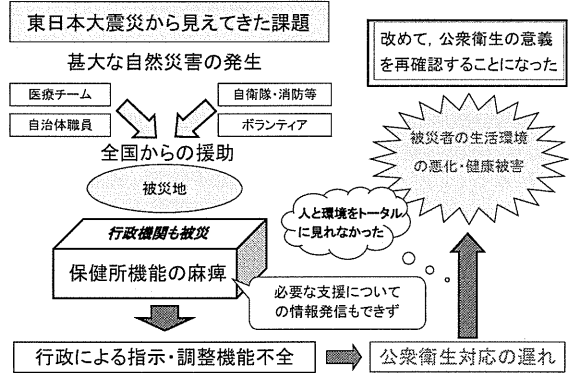 東日本大震災から見えてきた課題
甚大な自然災害の発生
医療チーム
自衛隊・消防等
自治体職員
ボランティア
全国からの援助
被災地
行政機関も被災
保健所機能の麻痺
必要な支援について
の情報発信もできず
行政による指示・調整機能不全
公衆衛生対応の遅れ
人と環境をトータル
に見れなかった
被災者の生活環境
の悪化・健康被害
改めて，公衆衛生の意義
を再確認することになった